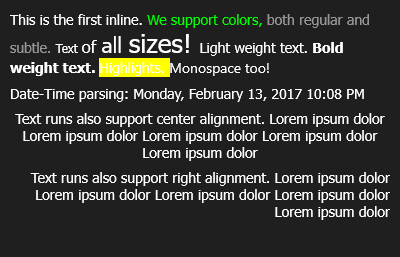 This is the first inline. We support colors, both regular and
subtle. Text of all sizes! Light weight text. Bold
weight text. Highlights. Monospace too!
Date-Time parsing: Monday, February 13, 2017 10:08 PM
Text runs also support center alignment. Lorem ipsum dolor
Lorem ipsum dolor Lorem ipsum dolor Lorem ipsum dolor
Lorem ipsum dolor
Text runs also support right alignment. Lorem ipsum dolor
Lorem ipsum dolor Lorem ipsum dolor Lorem ipsum dolor
Lorem ipsum dolor